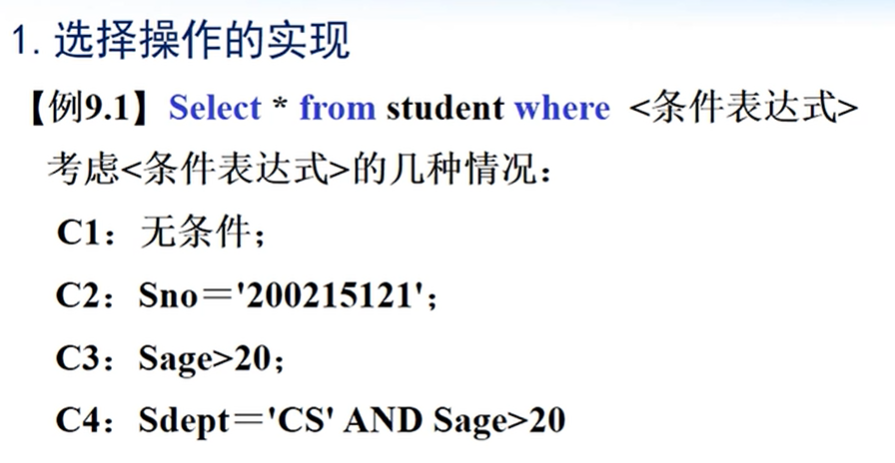 1. 选择操作的实现
【例9.1】Select * from student where <条件表达式>
考虑<条件表达式>的几种情况：
C1：无条件；
C2：Sno＝'200215121'；
C3：Sage>20；
C4：Sdept＝'CS' AND Sage>20